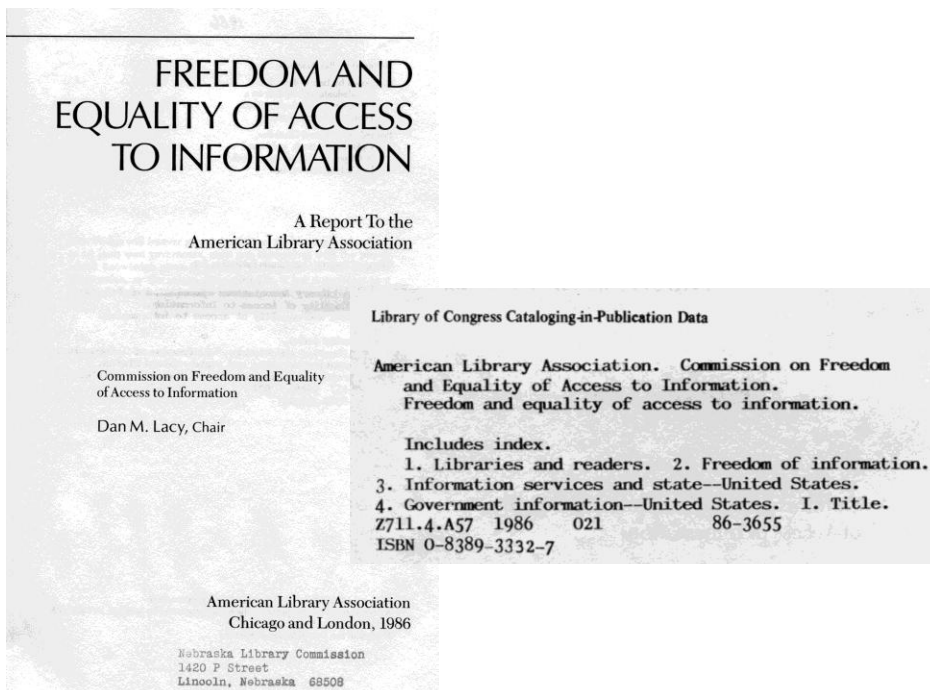 FREEDOM AND
EQUALITY OF ACCESS
TO INFORMATION
A Report To the
American Library Association
Commission on Freedom and Equality
of Access to Information
Dan M. Lacy, Chair
American Library Association
Chicago and London, 1986
Nebraska Library Commission
1420 P Street
Lincoln, Nebraska 68508
Library of Congress Cataloging-in-Publication Data
American Library Association. Commission on Freedom
and Equality of Access to Information.
Freedom and equality of access to information.
Includes index.
1. Libraries and readers. 2. Freedom of information.
3. Information services and state--United States.
4. Government information--United States. I. Title.
Z711.4.A57 1986 021 86-3655
ISBN 0-8389-3332-7